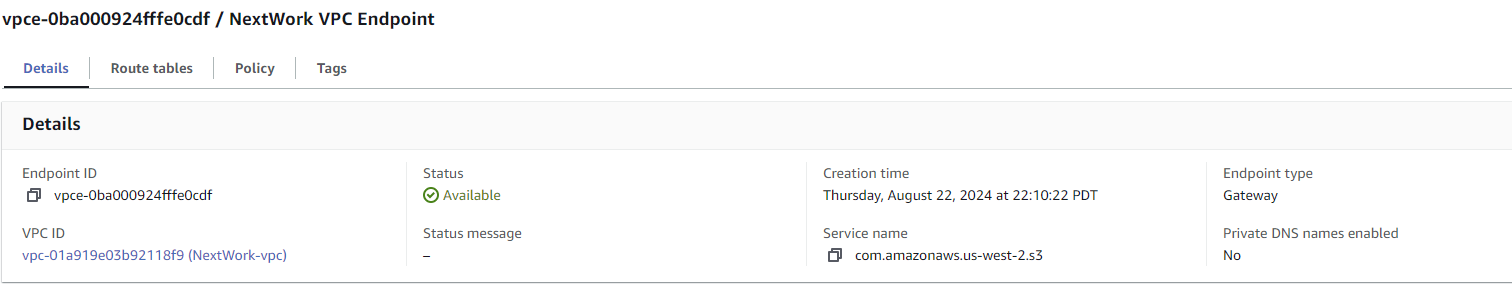 vpce-0ba000924fffe0cdf / NextWork VPC Endpoint
Details Route tables Policy Tags
Details
Endpoint ID Status Creation time Endpoint type
vpce-0ba000924fffe0cdf Available Thursday, August 22, 2024 at 22:10:22 PDT Gateway
VPC ID Status message Service name Private DNS names enabled
vpc-01a919e03b92118f9 (NextWork-vpc) – com.amazonaws.us-west-2.s3 No